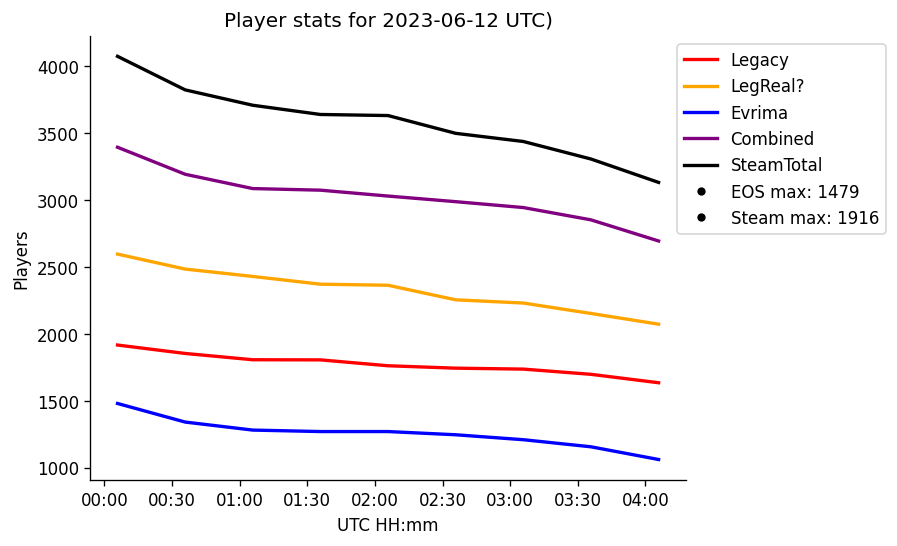 Player stats for 2023-06-12 UTC)
Players
4000
3500
3000
2500
2000
1500
1000
00:00 00:30 01:00 01:30 02:00 02:30 03:00 03:30 04:00
UTC HH:mm
Legacy
LegReal?
Evrima
Combined
SteamTotal
EOS max: 1479
Steam max: 1916